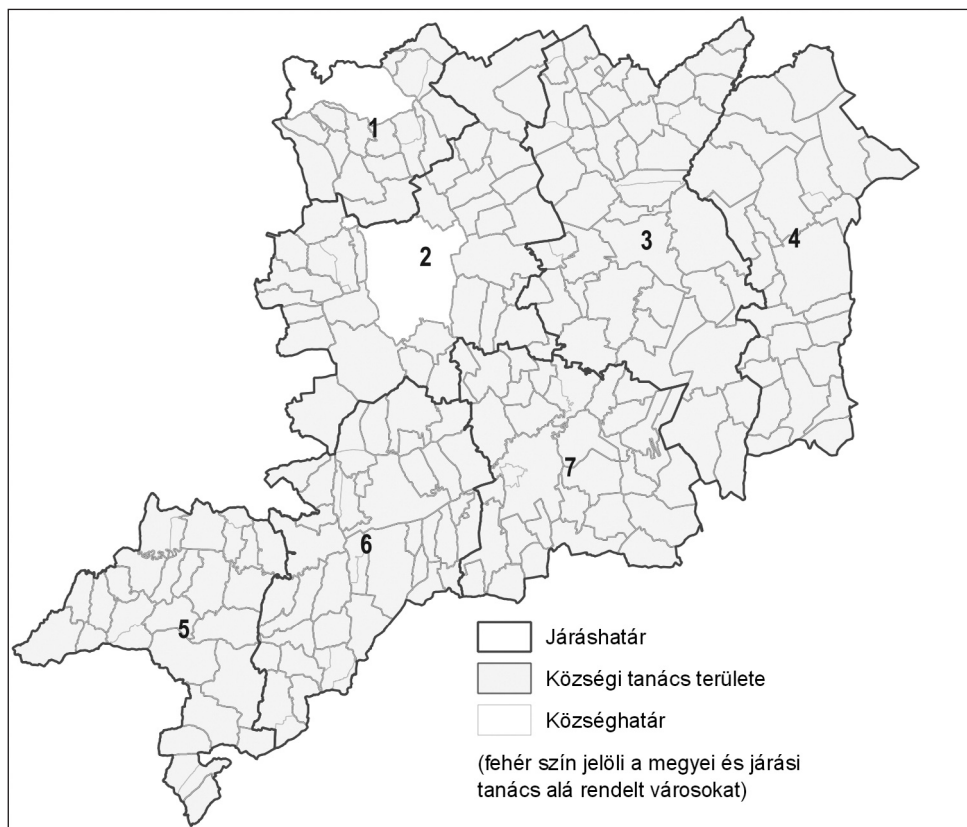 1
2
3
4
5
6
7
Járáshatár
Községi tanács területe
Községhatár
(fehér szín jelöli a megyei és járási
tanács alá rendelt városokat)